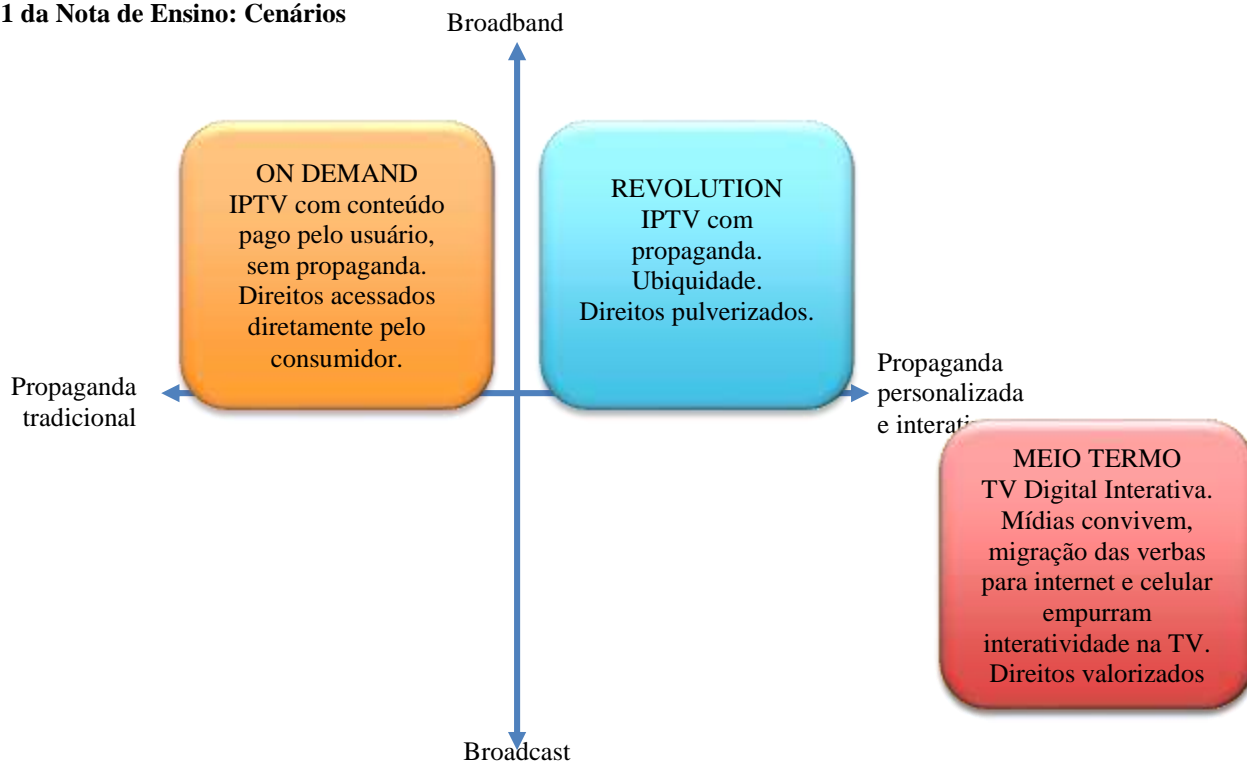 1 da Nota de Ensino: Cenários
Broadband
ON DEMAND
IPTV com conteúdo
pago pelo usuário,
sem propaganda.
Direitos acessados
diretamente pelo
consumidor.
REVOLUTION
IPTV com
propaganda.
Ubiquidade.
Direitos pulverizados.
Propaganda
tradicional
Propaganda
personalizada
e
MEIO TERMO
TV Digital Interativa.
Mídias convivem,
migração das verbas
para internet e celular
empurram
interatividade na TV.
Direitos valorizados
Broadcast